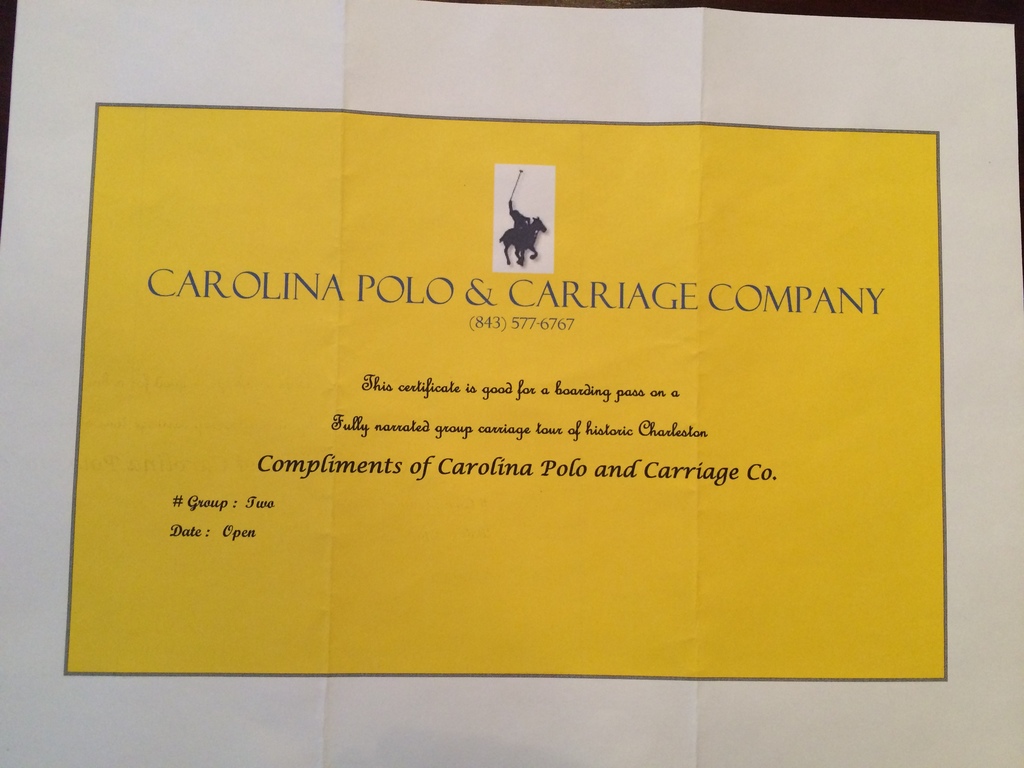 CAROLINA POLO & CARRIAGE COMPANY
(843) 577-6767
This certificate is good for a boarding pass on a
Fully narrated group carriage tour of historic Charleston
Compliments of Carolina Polo and Carriage Co.
# Group : Two
Date : Open